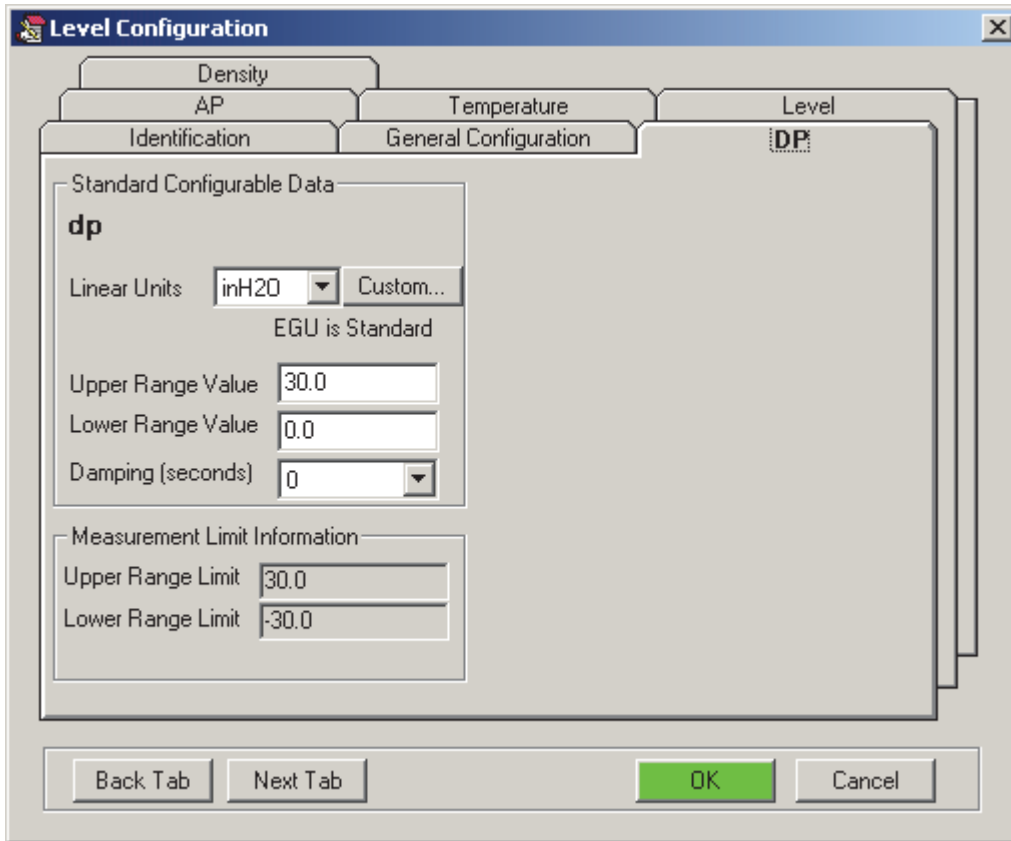 Level Configuration
Density
AP Temperature Level
Identification General Configuration DP
Standard Configurable Data
dp
Linear Units inH2O Custom...
EGU is Standard
Upper Range Value 30.0
Lower Range Value 0.0
Damping (seconds) 0
Measurement Limit Information
Upper Range Limit 30.0
Lower Range Limit -30.0
Back Tab Next Tab OK Cancel